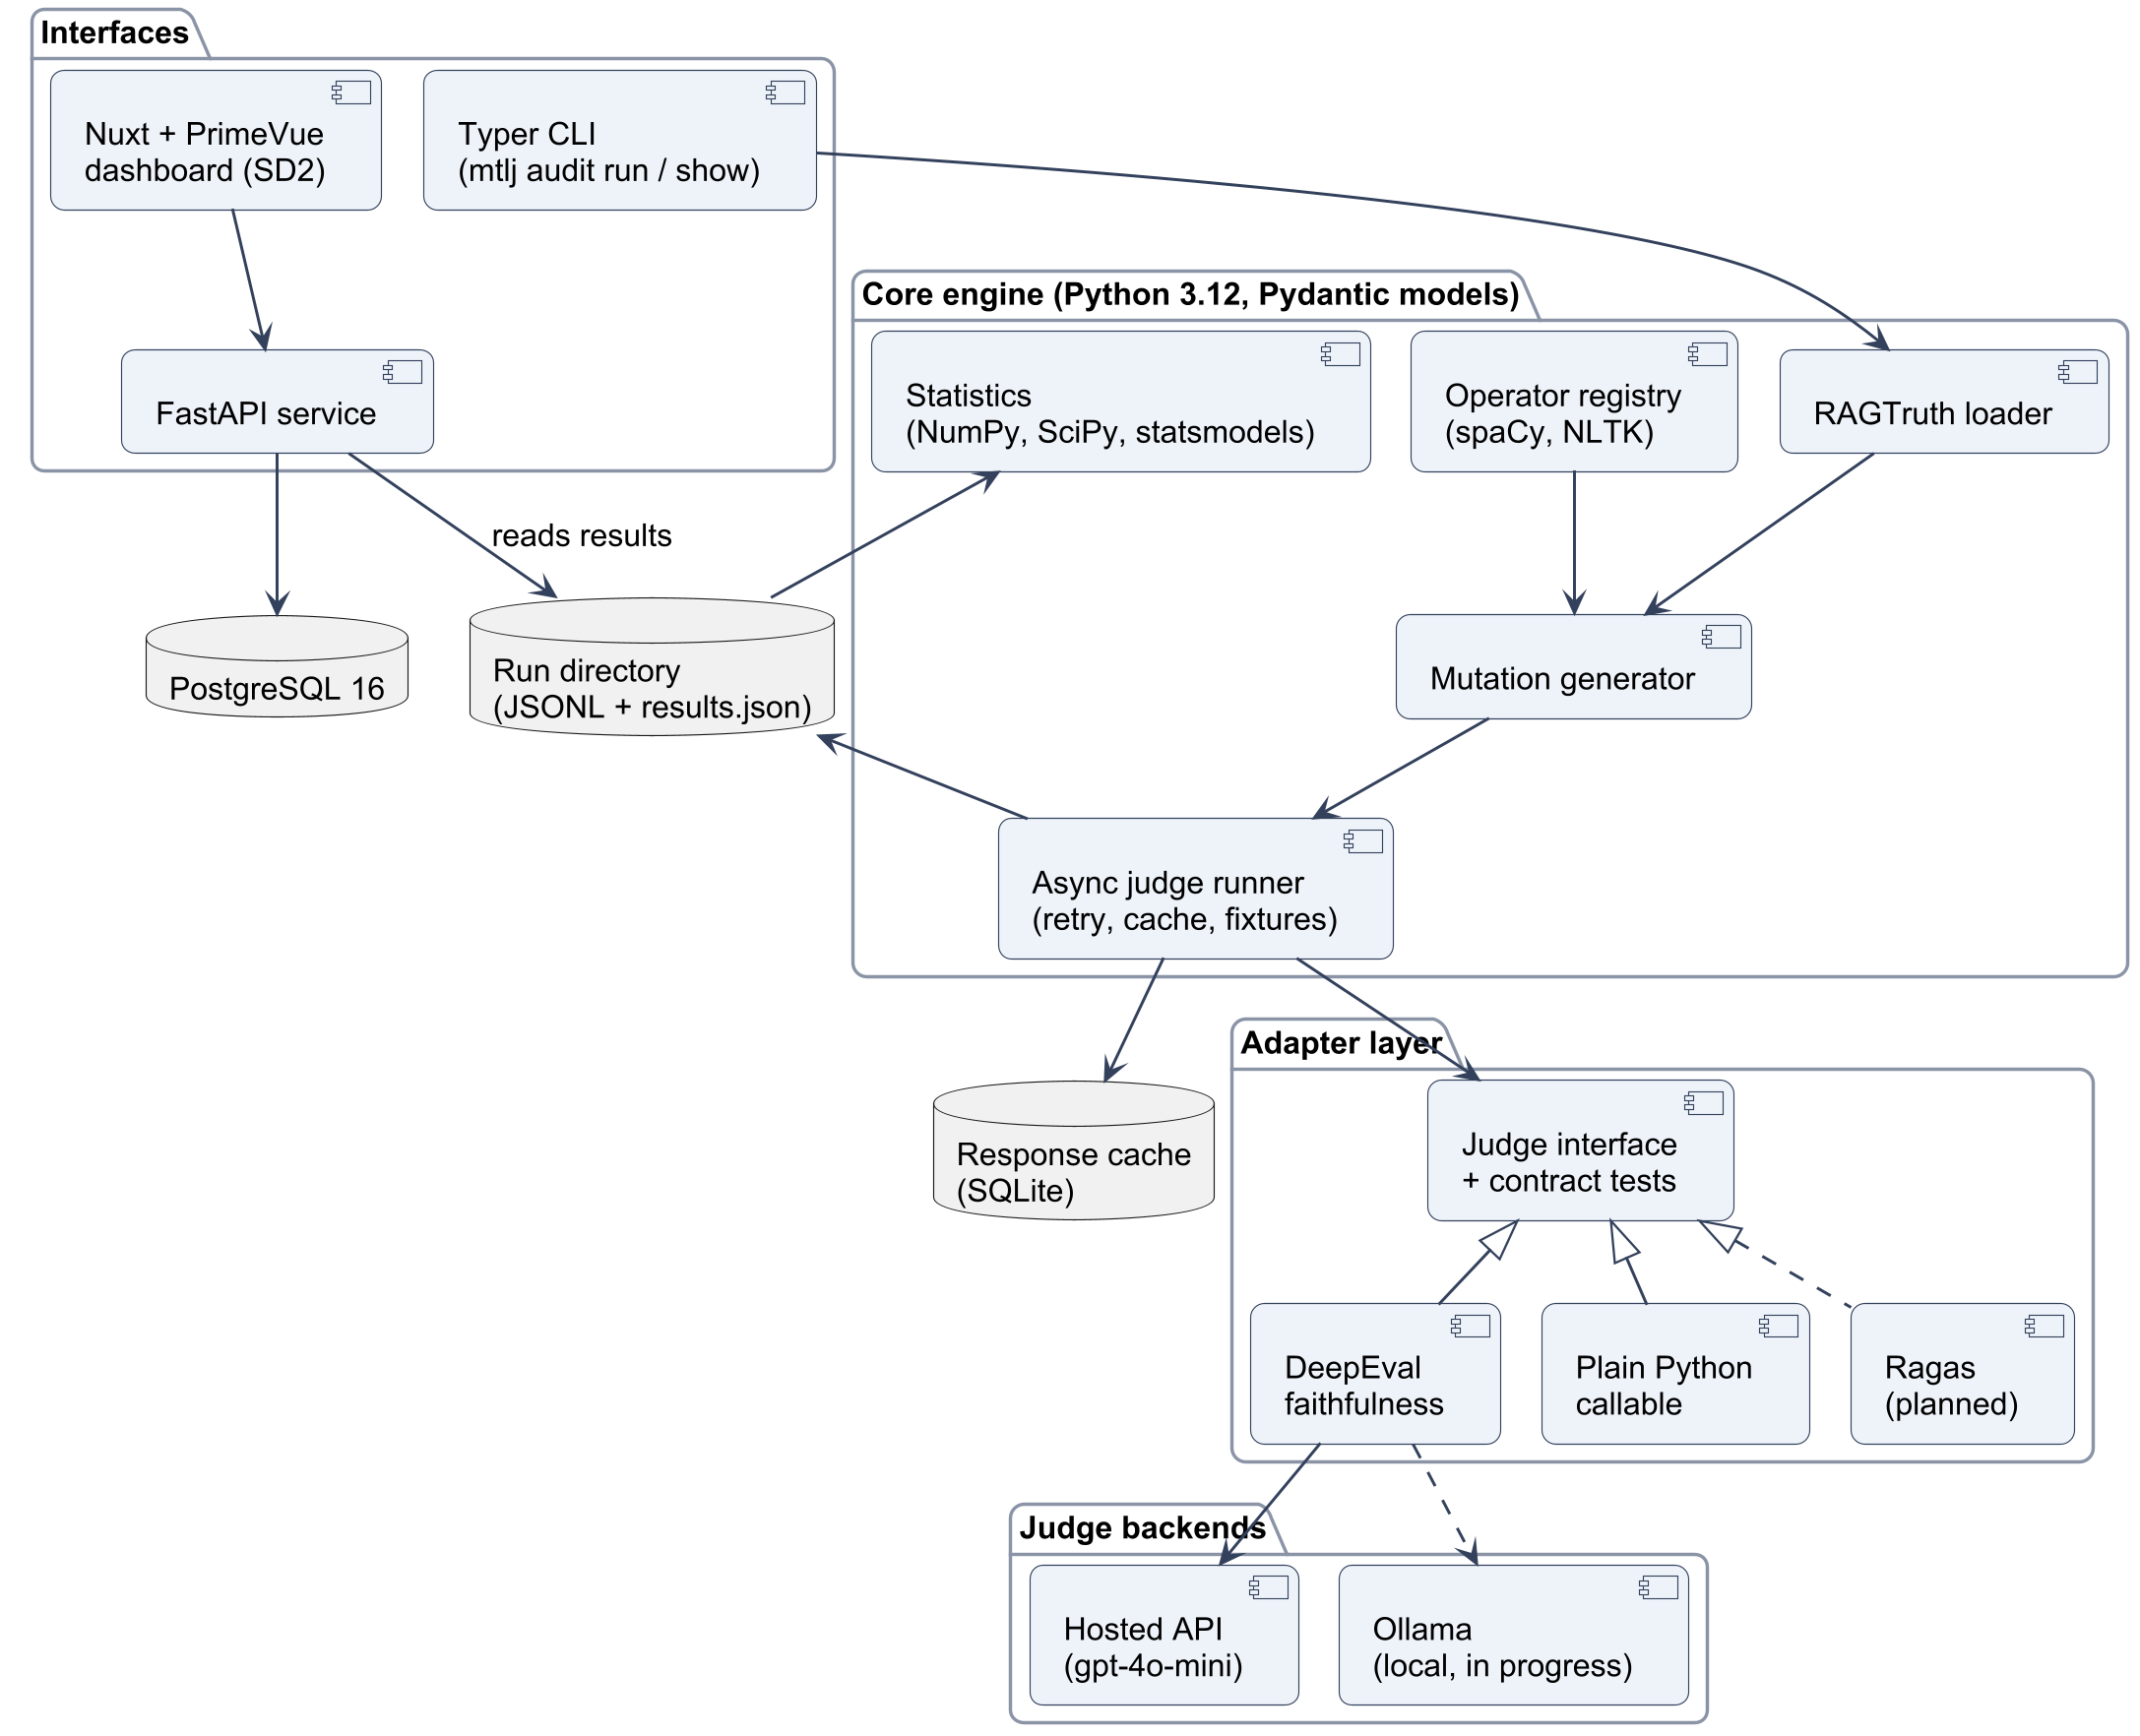 Interfaces
Nuxt + PrimeVue
dashboard (SD2)
Typer CLI
(mtlj audit run / show)
FastAPI service
Core engine (Python 3.12, Pydantic models)
Statistics
(NumPy, SciPy, statsmodels)
Operator registry
(spaCy, NLTK)
RAGTruth loader
reads results
PostgreSQL 16
Run directory
(JSONL + results.json)
Mutation generator
Async judge runner
(retry, cache, fixtures)
Adapter layer
Response cache
(SQLite)
Judge interface
+ contract tests
DeepEval
faithfulness
Plain Python
callable
Ragas
(planned)
Judge backends
Hosted API
(gpt-4o-mini)
Ollama
(local, in progress)